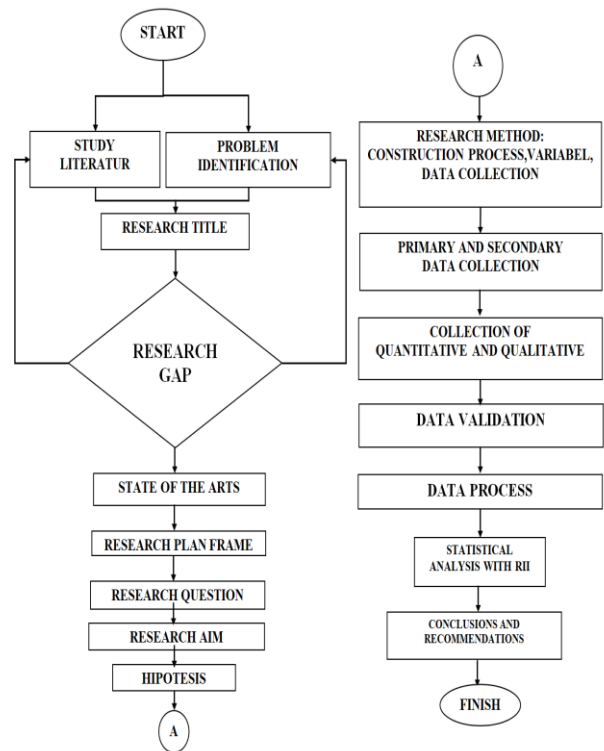 START
STUDY
LITERATUR
PROBLEM
IDENTIFICATION
RESEARCH TITLE
RESEARCH
GAP
STATE OF THE ARTS
RESEARCH PLAN FRAME
RESEARCH QUESTION
RESEARCH AIM
HIPOTESIS
A
A
RESEARCH METHOD:
CONSTRUCTION PROCESS,VARIABEL,
DATA COLLECTION
PRIMARY AND SECONDARY
DATA COLLECTION
COLLECTION OF
QUANTITATIVE AND QUALITATIVE
DATA VALIDATION
DATA PROCESS
STATISTICAL
ANALYSIS WITH RII
CONCLUSIONS AND
RECOMMENDATIONS
FINISH